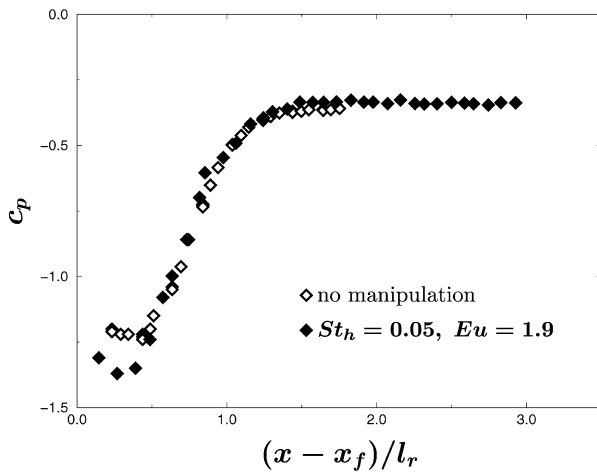 0.0
−0.5
−1.0
−1.5
c_p
no manipulation
St_h = 0.05, Eu = 1.9
0.0 1.0 2.0 3.0
(x − x_f)/l_r